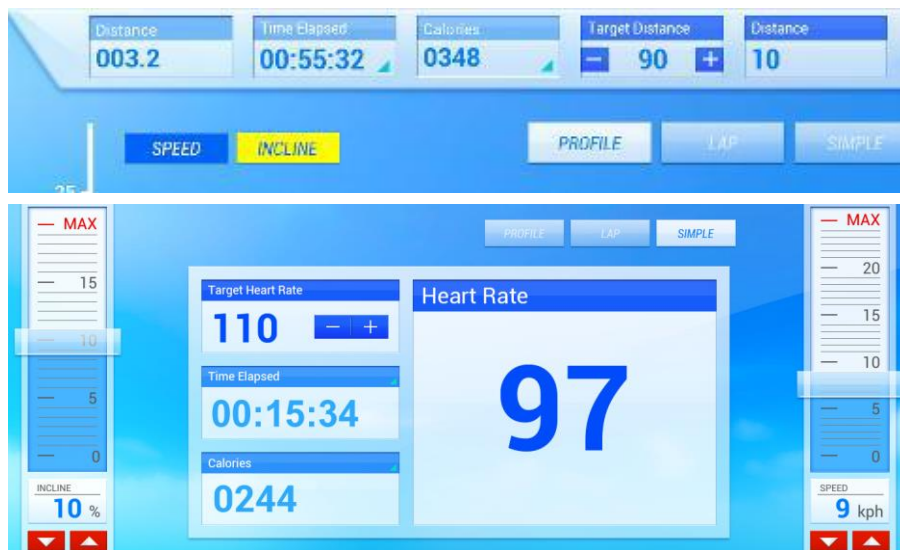 Distance Time Elapsed Calories Target Distance Distance
003.2 00:55:32 0348 − 90 + 10
SPEED INCLINE PROFILE LAP SIMPLE
25
MAX PROFILE LAP SIMPLE MAX
15 20
10 15
5 10
0 5
0
Target Heart Rate
110 − +
Time Elapsed
00:15:34
Calories
0244
Heart Rate
97
INCLINE
10 %
SPEED
9 kph